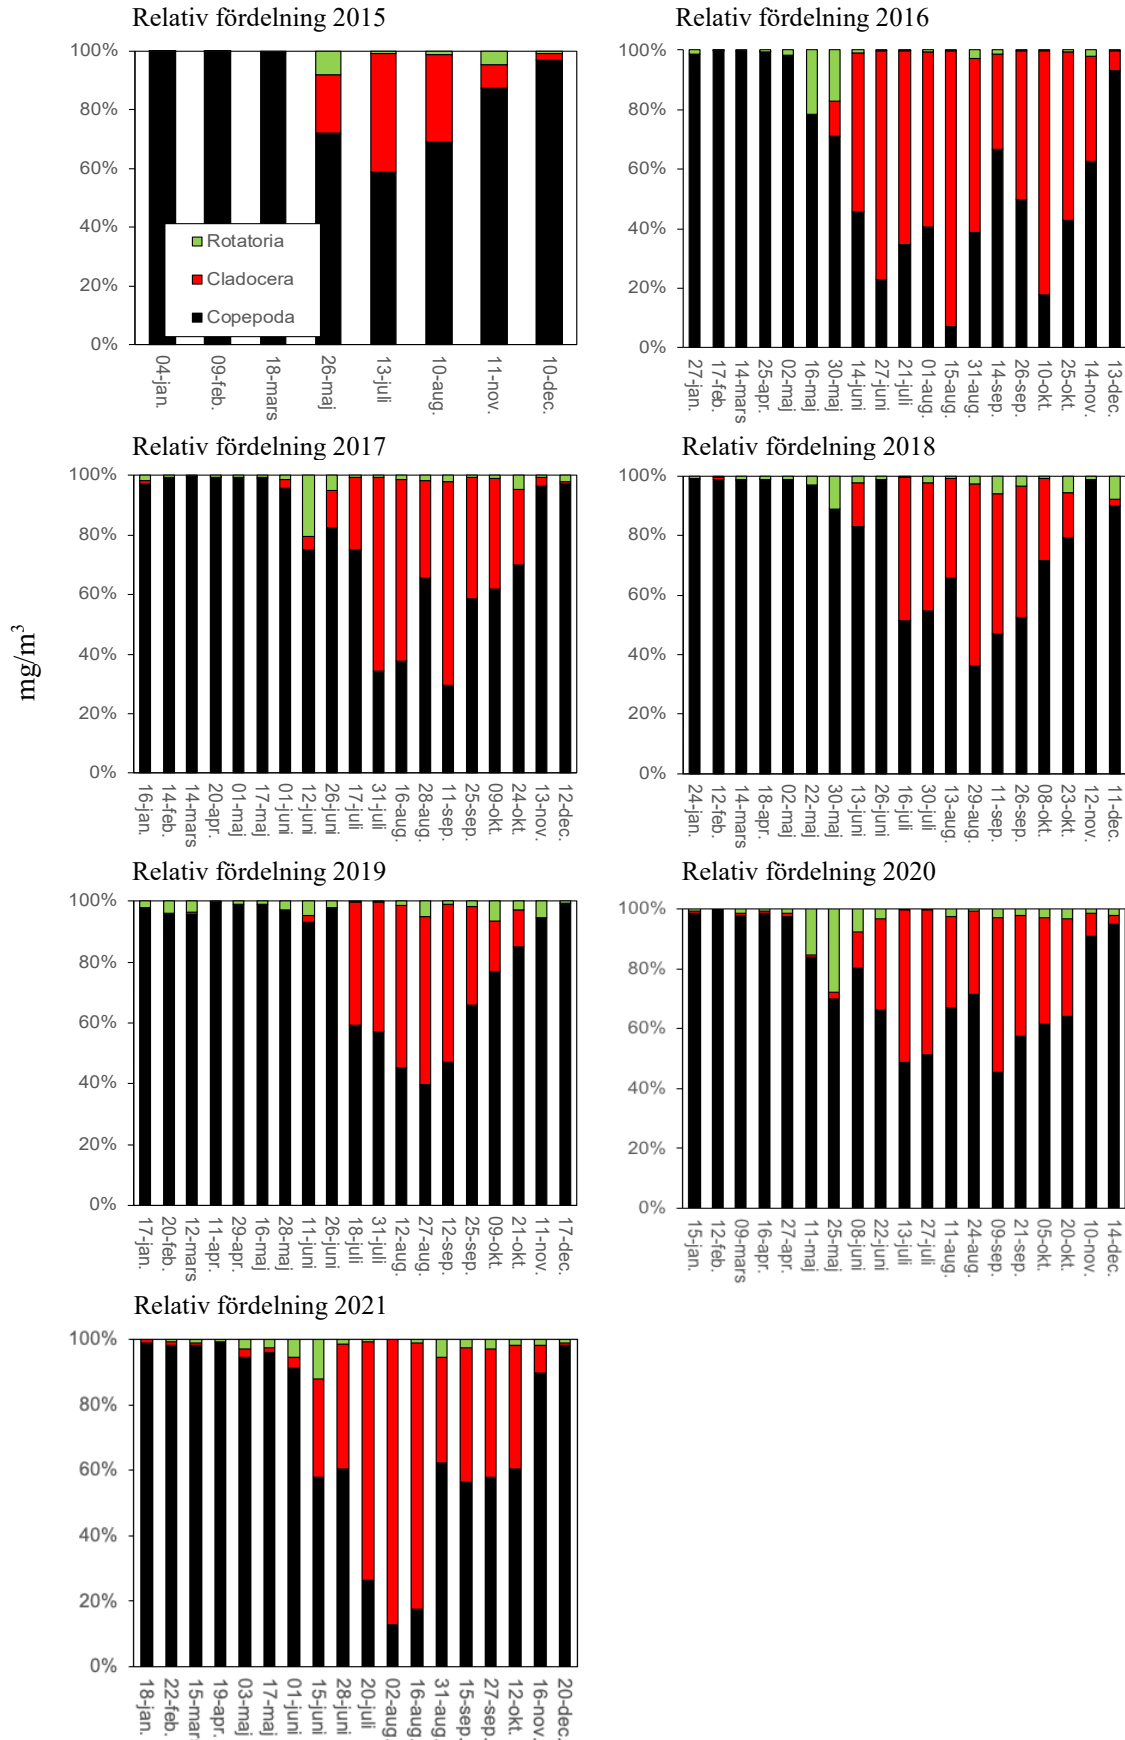 Relativ fördelning 2015
100%
80%
60%
40%
20%
0%
Rotatoria
Cladocera
Copepoda
04-jan.
09-feb.
18-mars
26-maj
13-juli
10-aug.
11-nov.
10-dec.
Relativ fördelning 2016
100%
80%
60%
40%
20%
0%
27-jan.
17-feb.
14-mars
25-apr.
02-maj
16-maj
30-maj
14-juni
27-juni
21-juli
01-aug.
15-aug.
31-aug.
14-sep.
26-sep.
10-okt.
25-okt.
14-nov.
13-dec.
mg/m³
Relativ fördelning 2017
100%
80%
60%
40%
20%
0%
16-jan.
14-feb.
14-mars
20-apr.
01-maj
17-maj
01-juni
12-juni
26-juni
17-juli
31-juli
16-aug.
28-aug.
11-sep.
25-sep.
09-okt.
24-okt.
13-nov.
12-dec.
Relativ fördelning 2018
100%
80%
60%
40%
20%
0%
24-jan.
12-feb.
14-mars
18-apr.
02-maj
22-maj
30-maj
13-juni
26-juni
16-juli
30-juli
13-aug.
29-aug.
11-sep.
26-sep.
08-okt.
23-okt.
12-nov.
11-dec.
Relativ fördelning 2019
100%
80%
60%
40%
20%
0%
17-jan.
20-feb.
12-mars
11-apr.
29-apr.
16-maj
28-maj
11-juni
26-juni
18-juli
31-juli
12-aug.
27-aug.
12-sep.
25-sep.
09-okt.
21-okt.
11-nov.
17-dec.
Relativ fördelning 2020
100%
80%
60%
40%
20%
0%
15-jan.
12-feb.
09-mars
16-apr.
27-apr.
11-maj
25-maj
08-juni
22-juni
13-juli
27-juli
11-aug.
24-aug.
09-sep.
21-sep.
05-okt.
20-okt.
10-nov.
14-dec.
Relativ fördelning 2021
100%
80%
60%
40%
20%
0%
18-jan.
22-feb.
15-mars
19-apr.
03-maj
17-maj
01-juni
15-juni
28-juni
20-juli
02-aug.
16-aug.
31-aug.
15-sep.
27-sep.
12-okt.
16-nov.
20-dec.